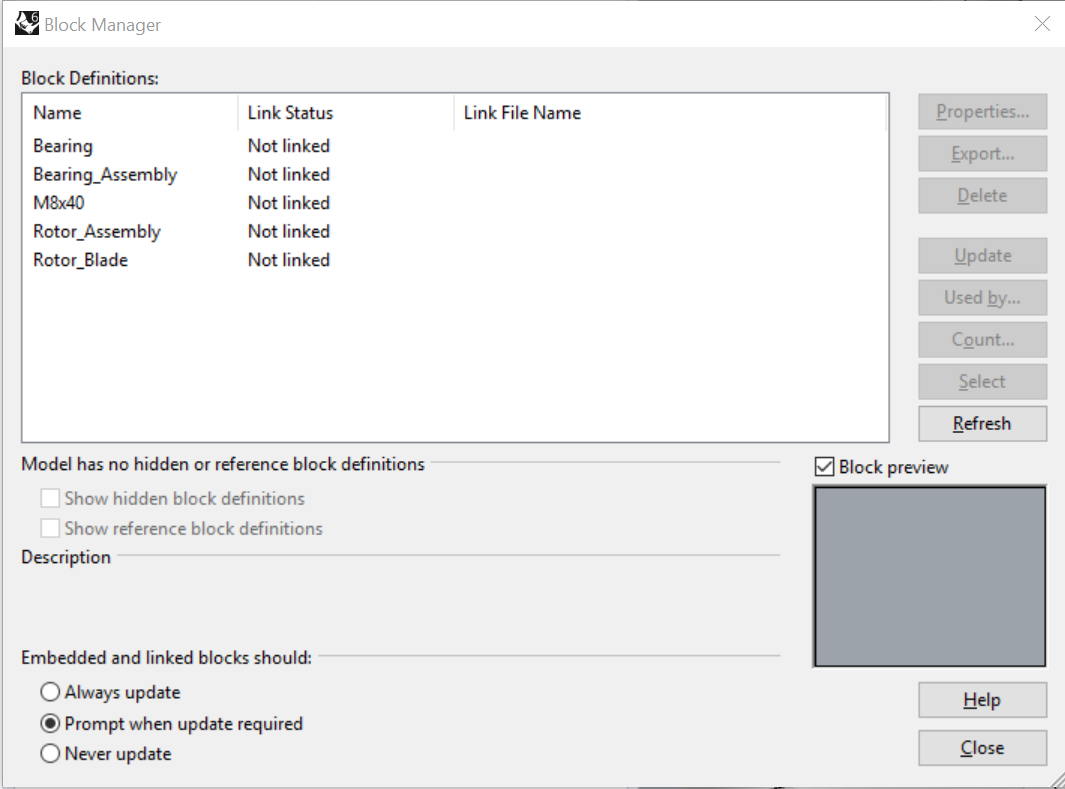 6 Block Manager
Block Definitions:
Name Link Status Link File Name
Bearing Not linked
Bearing_Assembly Not linked
M8x40 Not linked
Rotor_Assembly Not linked
Rotor_Blade Not linked
Properties...
Export...
Delete
Update
Used by...
Count...
Select
Refresh
Model has no hidden or reference block definitions
Show hidden block definitions
Show reference block definitions
Description
Block preview
Embedded and linked blocks should:
Always update
Prompt when update required
Never update
Help
Close